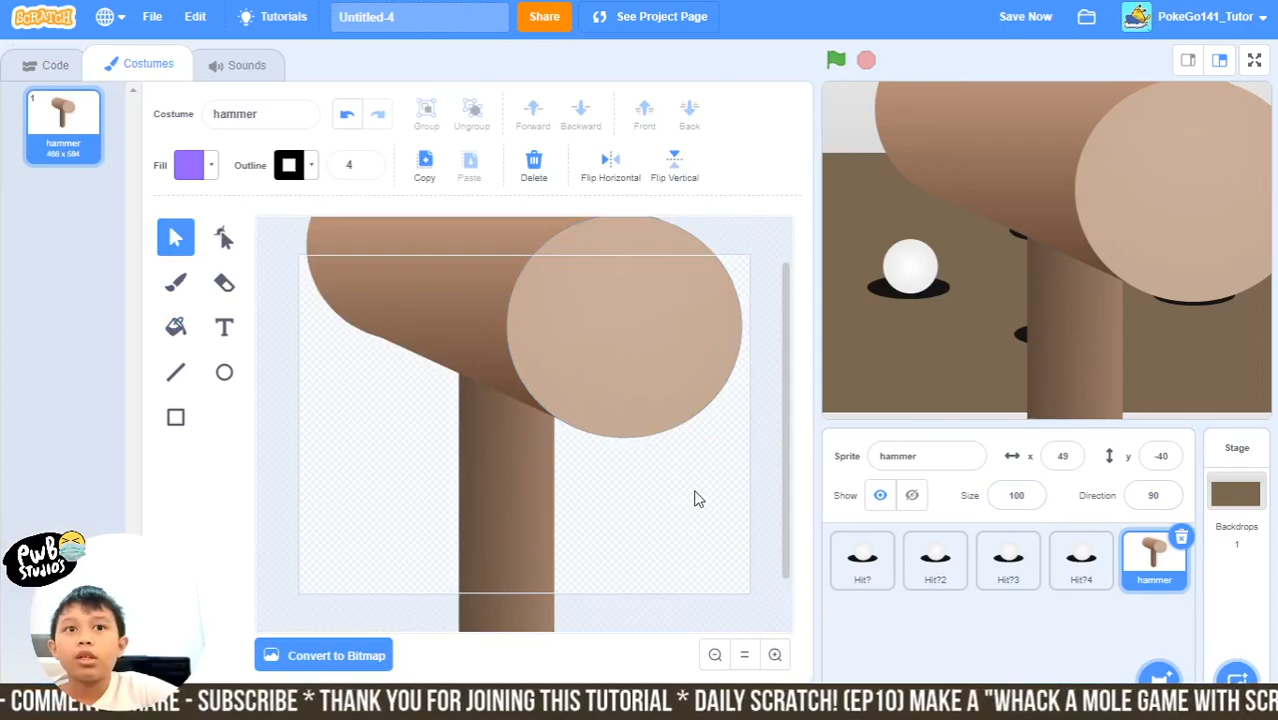 SCRATCH
File
Edit
Tutorials
Untitled-4
Share
See Project Page
Save Now
PokeGo141_Tutor
Code
Costumes
Sounds
1
hammer
486 x 584
Costume
hammer
Group
Ungroup
Forward
Backward
Front
Back
Fill
Outline
4
Copy
Paste
Delete
Flip Horizontal
Flip Vertical
T
Convert to Bitmap
Sprite
hammer
x
49
y
-40
Show
Size
100
Direction
90
Stage
Backdrops
1
Hit?
Hit?2
Hit?3
Hit?4
hammer
PWB
STUDIO'S
- COMMENT - SHARE - SUBSCRIBE * THANK YOU FOR JOINING THIS TUTORIAL * DAILY SCRATCH! (EP10) MAKE A "WHACK A MOLE GAME WITH SCR